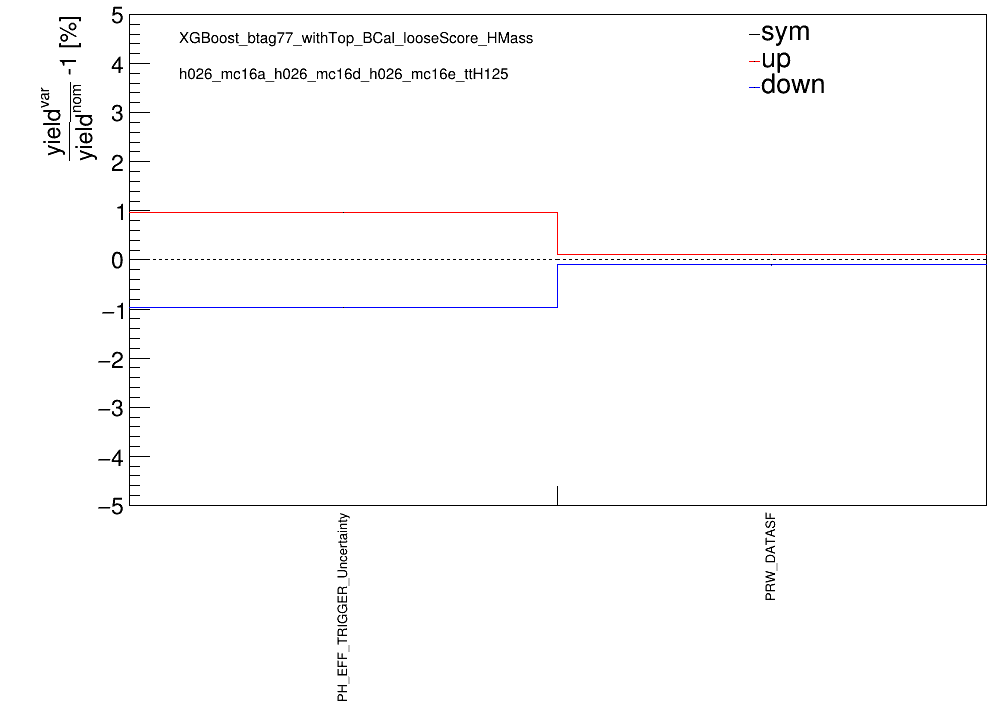 yield^var / yield^nom -1 [%]
XGBoost_btag77_withTop_BCal_looseScore_HMass
h026_mc16a_h026_mc16d_h026_mc16e_ttH125
sym
up
down
5
4
3
2
1
0
−1
−2
−3
−4
−5
PH_EFF_TRIGGER_Uncertainty
PRW_DATASF